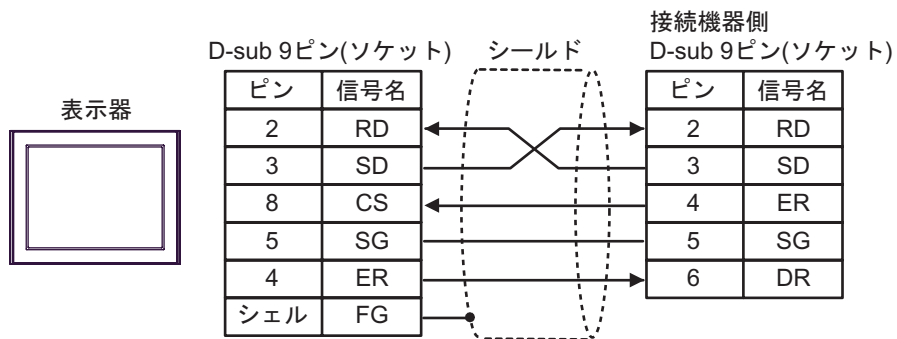 接続機器側
D-sub 9ピン(ソケット) シールド D-sub 9ピン(ソケット)
表示器
ピン 信号名
2 RD
3 SD
8 CS
5 SG
4 ER
シェル FG
ピン 信号名
2 RD
3 SD
4 ER
5 SG
6 DR